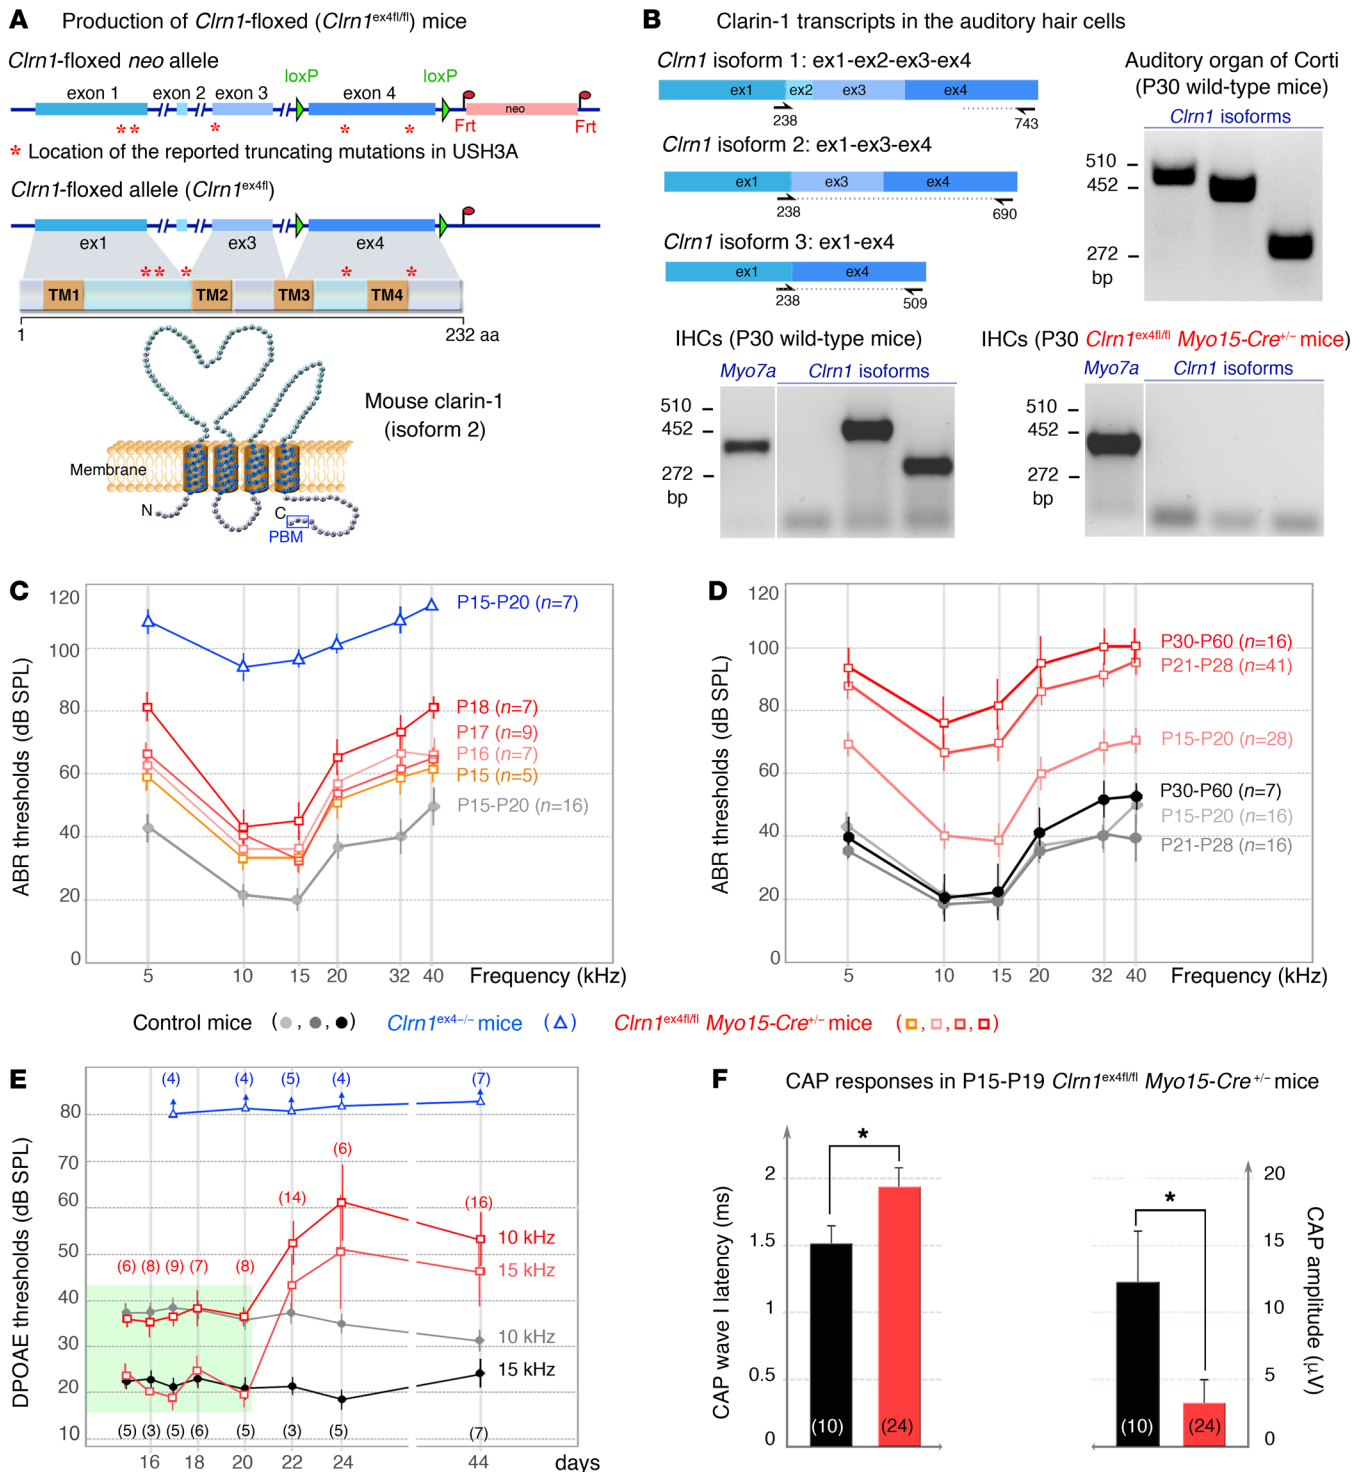 A Production of Clrn1-floxed (Clrn1ex4fl/fl) mice
Clrn1-floxed neo allele
loxP loxP
exon 1 exon 2 exon 3 exon 4 neo
Frt Frt
* * * * *
* Location of the reported truncating mutations in USH3A
Clrn1-floxed allele (Clrn1ex4fl)
ex1 ex3 ex4
* * * * *
TM1 TM2 TM3 TM4
1 232 aa
Mouse clarin-1
(isoform 2)
Membrane
N C
PBM
B Clarin-1 transcripts in the auditory hair cells
Clrn1 isoform 1: ex1-ex2-ex3-ex4
ex1 ex2 ex3 ex4
238 743
Clrn1 isoform 2: ex1-ex3-ex4
ex1 ex3 ex4
238 690
Clrn1 isoform 3: ex1-ex4
ex1 ex4
238 509
Auditory organ of Corti
(P30 wild-type mice)
Clrn1 isoforms
510
452
272
bp
IHCs (P30 wild-type mice)
Myo7a Clrn1 isoforms
510
452
272
bp
IHCs (P30 Clrn1ex4fl/fl Myo15-Cre+/– mice)
Myo7a Clrn1 isoforms
510
452
272
bp
C
ABR thresholds (dB SPL)
120
100
80
60
40
20
0
P15-P20 (n=7)
P18 (n=7)
P17 (n=9)
P16 (n=7)
P15 (n=5)
P15-P20 (n=16)
5 10 15 20 32 40 Frequency (kHz)
D
ABR thresholds (dB SPL)
120
100
80
60
40
20
0
P30-P60 (n=16)
P21-P28 (n=41)
P15-P20 (n=28)
P30-P60 (n=7)
P15-P20 (n=16)
P21-P28 (n=16)
5 10 15 20 32 40 Frequency (kHz)
Control mice ( , , ) Clrn1ex4–/– mice ( ) Clrn1ex4fl/fl Myo15-Cre+/– mice ( , , , )
E
DPOAE thresholds (dB SPL)
80
70
60
50
40
30
20
10
(4) (4) (5) (4) (7)
(6) (8) (9) (7) (8) (14) (6) (16)
10 kHz
15 kHz
10 kHz
15 kHz
(5) (3) (5) (6) (5) (3) (5) (7)
16 18 20 22 24 44 days
F CAP responses in P15-P19 Clrn1ex4fl/fl Myo15-Cre+/– mice
CAP wave I latency (ms)
2
1.5
1
0.5
0
*
(10) (24)
*
(10) (24)
20
15
10
5
0
CAP amplitude (μV)